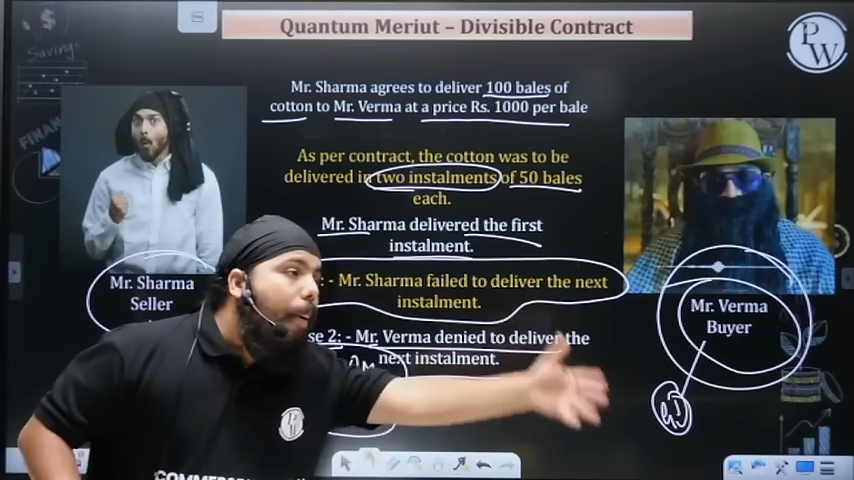 Quantum Meriut – Divisible Contract
PW
Saving
Mr. Sharma agrees to deliver 100 bales of
cotton to Mr. Verma at a price Rs. 1000 per bale
As per contract, the cotton was to be
delivered in two instalments of 50 bales
each.
Mr. Sharma delivered the first
instalment.
: - Mr. Sharma failed to deliver the next
instalment.
se 2: - Mr. Verma denied to deliver the
next instalment.
Mr. Sharma
Seller
Mr. Verma
Buyer